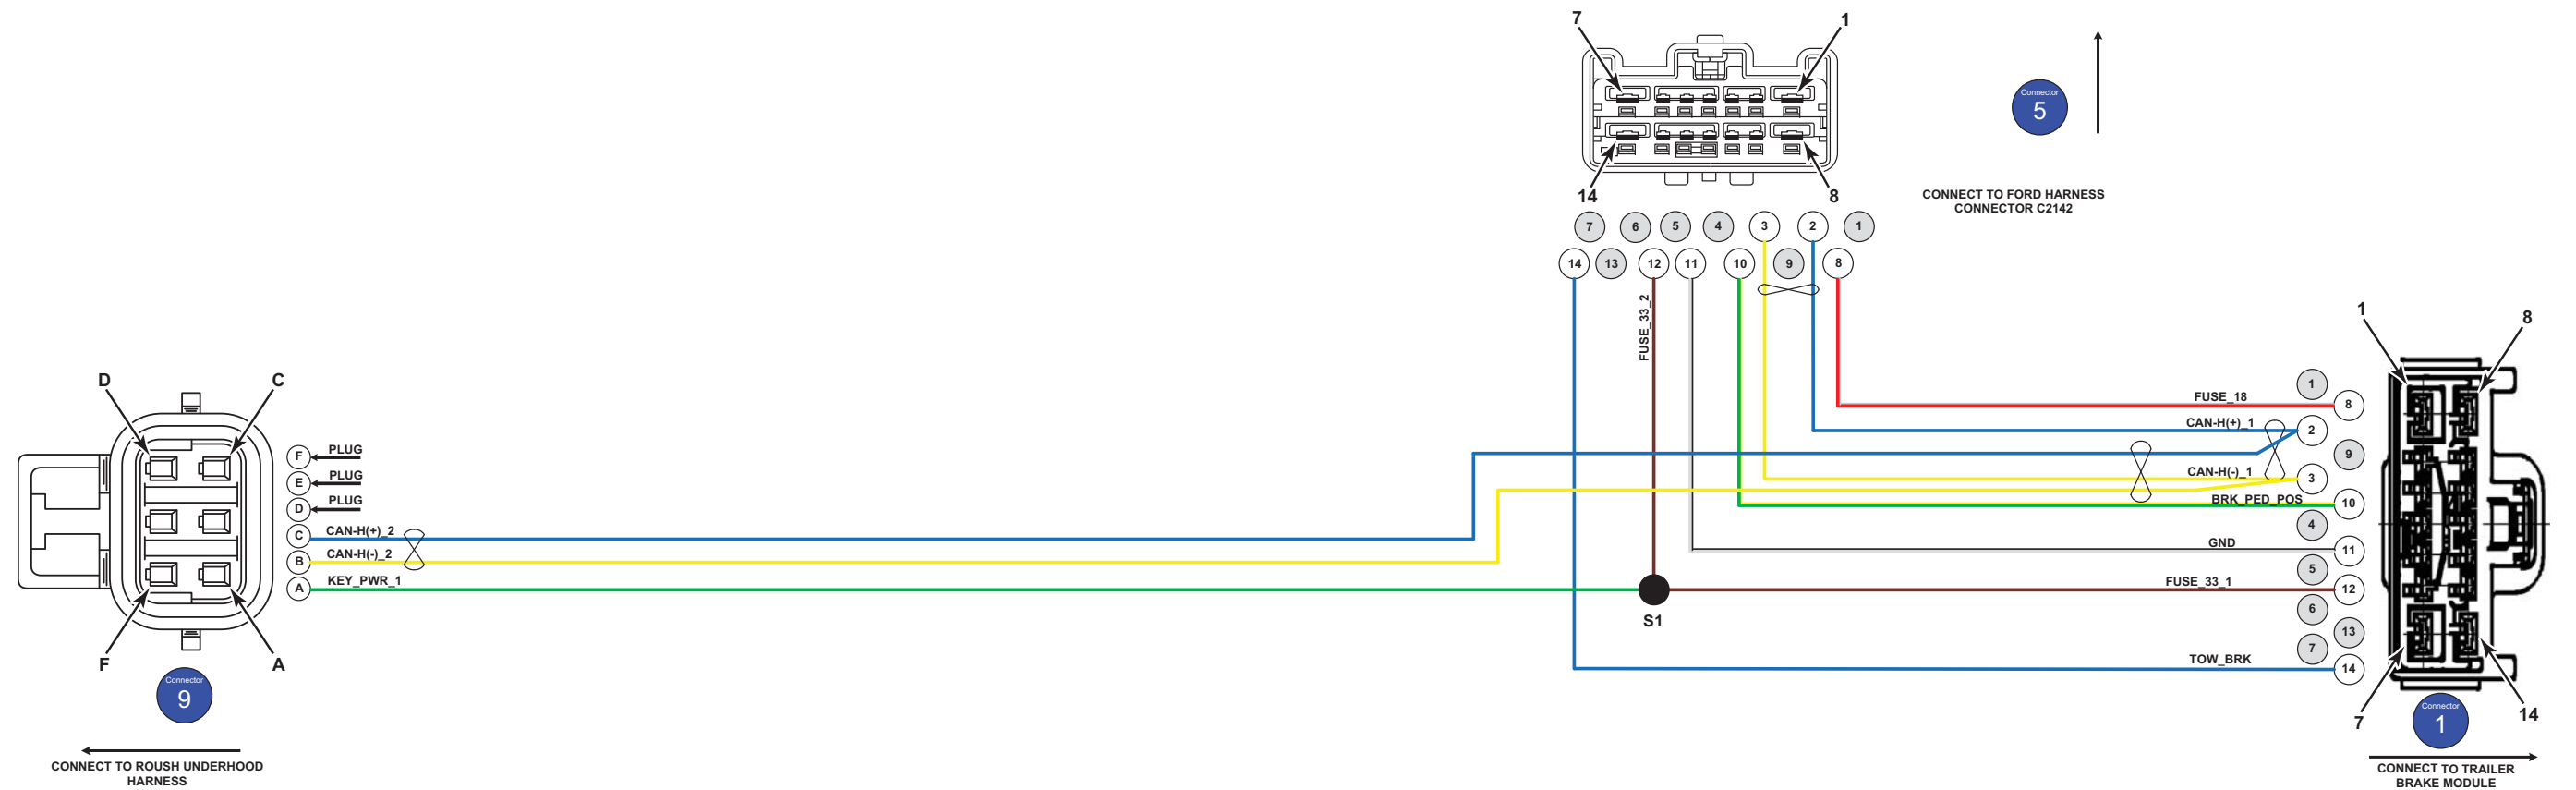 7
1
Connector
5
14
8
CONNECT TO FORD HARNESS
CONNECTOR C2142
7 6 5 4 3 2 1
14 13 12 11 10 9 8
FUSE_33_2
1
8
D
C
1
FUSE_18
8
CAN-H(+)_1
2
F
PLUG
9
E
PLUG
CAN-H(-)_1
3
D
PLUG
BRK_PED_POS
10
C
CAN-H(+)_2
4
B
CAN-H(-)_2
GND
11
5
A
KEY_PWR_1
FUSE_33_1
12
S1
6
13
7
TOW_BRK
14
F
A
Connector
9
Connector
1
7
14
CONNECT TO ROUSH UNDERHOOD
HARNESS
CONNECT TO TRAILER
BRAKE MODULE